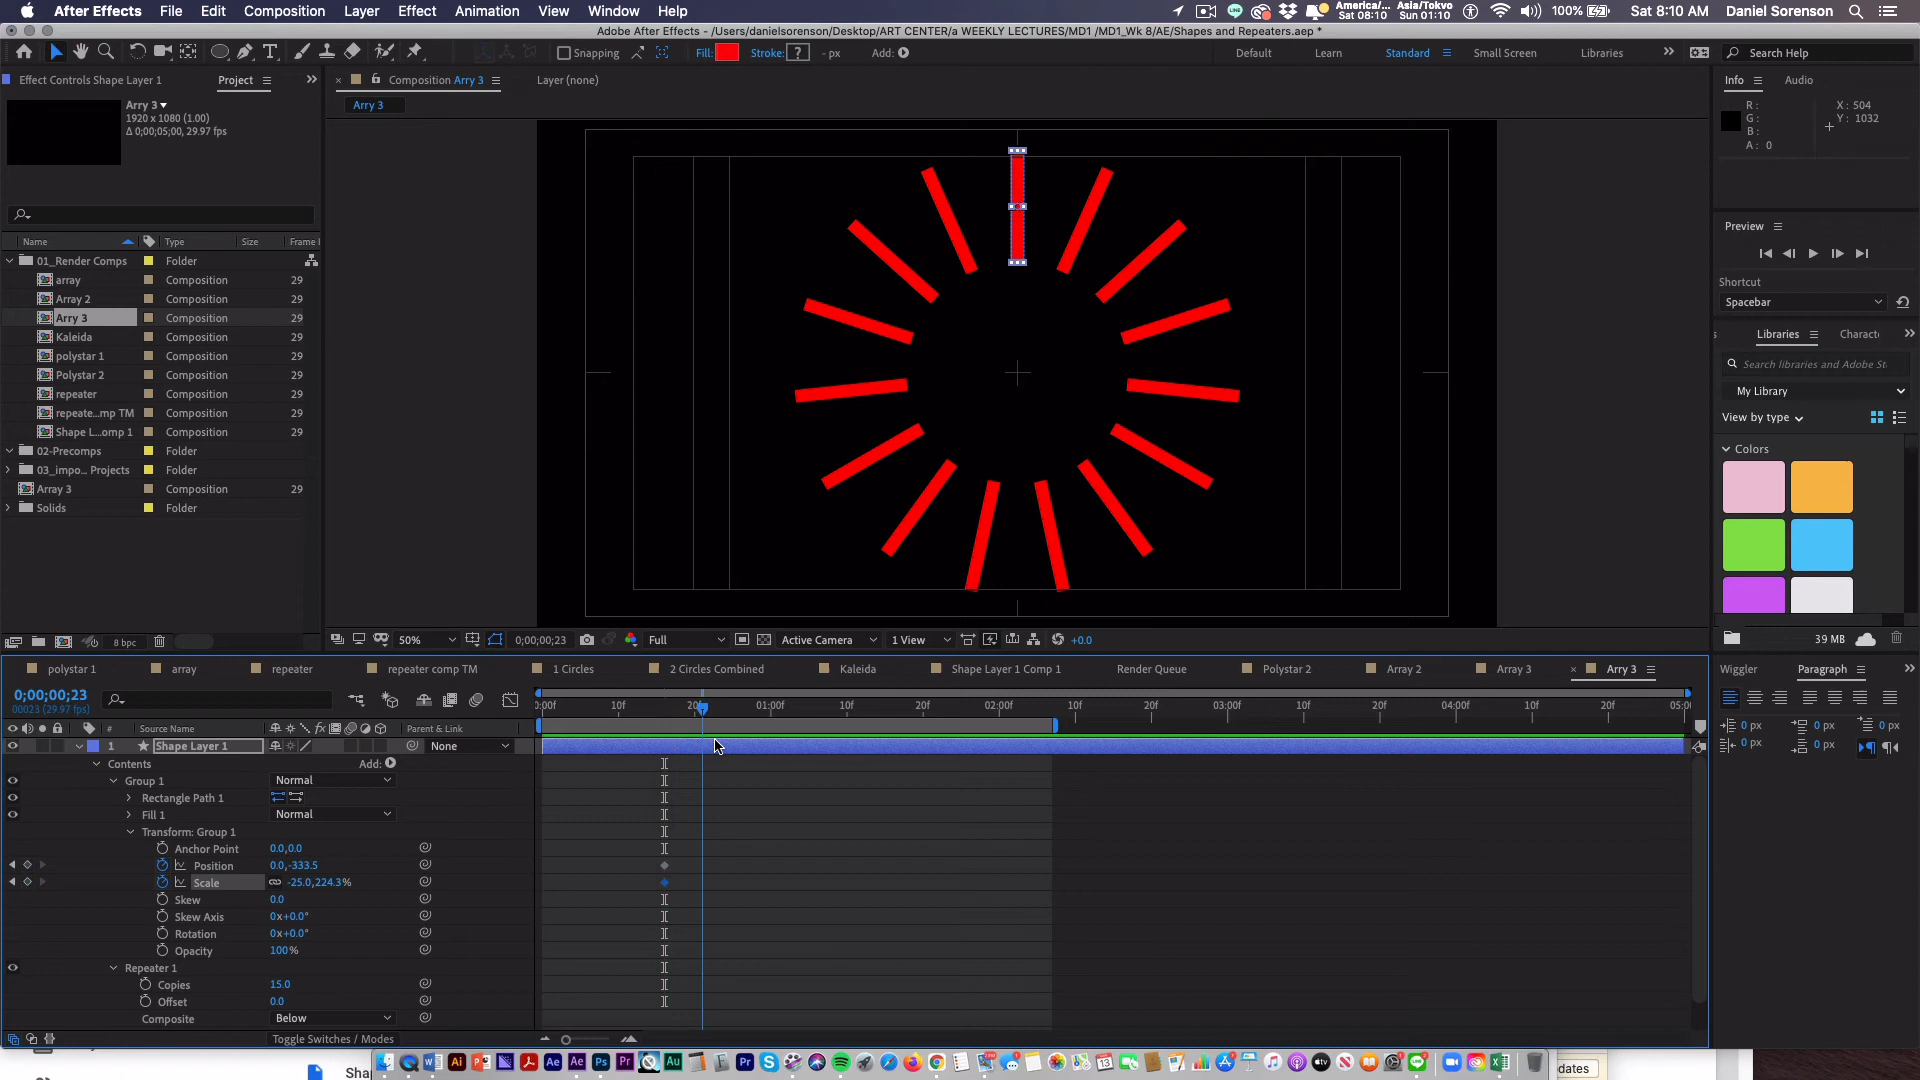 After Effects File Edit Composition Layer Effect Animation View Window Help
America/... Sat 08:10 Asia/Tokyo Sun 01:10 100% Sat 8:10 AM Daniel Sorenson
Adobe After Effects - /Users/danielsorenson/Desktop/ART CENTER/a WEEKLY LECTURES/MD1 /MD1_Wk 8/AE/Shapes and Repeaters.aep *
Snapping Fill: Stroke: ? - px Add: Default Learn Standard Small Screen Libraries Search Help
Effect Controls Shape Layer 1 Project
Composition Arry 3 Layer (none)
Info Audio
Arry 3
1920 x 1080 (1.00)
Δ 0;00;05;00, 29.97 fps
Arry 3
R : X : 504
G : Y : 1032
B :
A : 0
Preview
Shortcut
Spacebar
Name Type Size Frame
01_Render Comps Folder
array Composition 29
Array 2 Composition 29
Arry 3 Composition 29
Kaleida Composition 29
polystar 1 Composition 29
Polystar 2 Composition 29
repeater Composition 29
repeate...mp TM Composition 29
Shape L...omp 1 Composition 29
02-Precomps Folder
03_impo... Projects Folder
Array 3 Composition 29
Solids Folder
Libraries Characte
Search libraries and Adobe St
My Library
View by type
Colors
8 bpc
50% 0;00;00;23 Full Active Camera 1 View +0.0
39 MB
polystar 1 array repeater repeater comp TM 1 Circles 2 Circles Combined Kaleida Shape Layer 1 Comp 1 Render Queue Polystar 2 Array 2 Array 3 Arry 3
Wiggler Paragraph
0;00;00;23
00023 (29.97 fps)
0:00f 10f 20 01:00f 10f 20f 02:00f 10f 20f 03:00f 10f 20f 04:00f 10f 20f 05:0
# Source Name fx Parent & Link
1 Shape Layer 1 None
Contents Add:
Group 1 Normal
Rectangle Path 1
Fill 1 Normal
Transform: Group 1
Anchor Point 0.0,0.0
Position 0.0,-333.5
Scale -25.0,224.3%
Skew 0.0
Skew Axis 0x+0.0°
Rotation 0x+0.0°
Opacity 100%
Repeater 1
Copies 15.0
Offset 0.0
Composite Below
Toggle Switches / Modes
0 px 0 px 0 px
0 px 0 px
Shap
dates